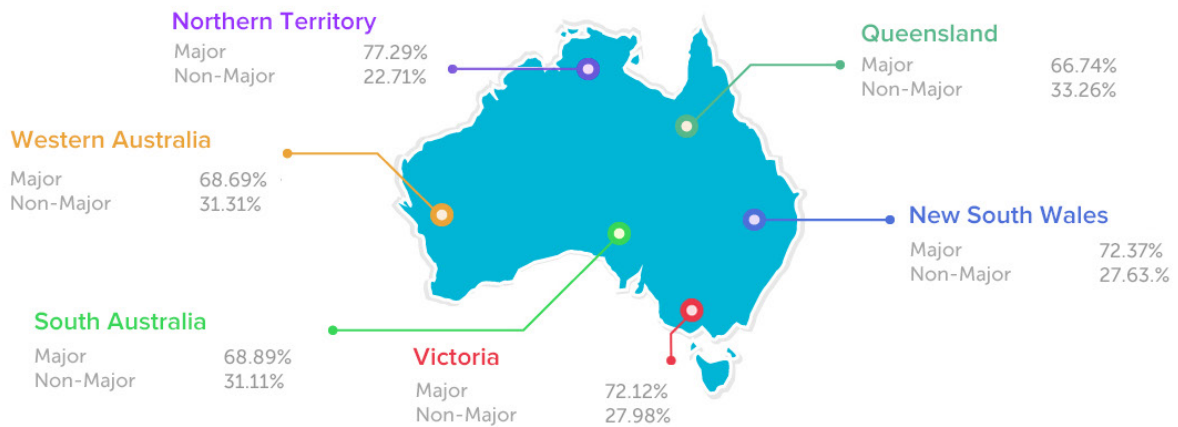 Northern Territory
Major 77.29%
Non-Major 22.71%
Queensland
Major 66.74%
Non-Major 33.26%
Western Australia
Major 68.69%
Non-Major 31.31%
New South Wales
Major 72.37%
Non-Major 27.63.%
South Australia
Major 68.89%
Non-Major 31.11%
Victoria
Major 72.12%
Non-Major 27.98%